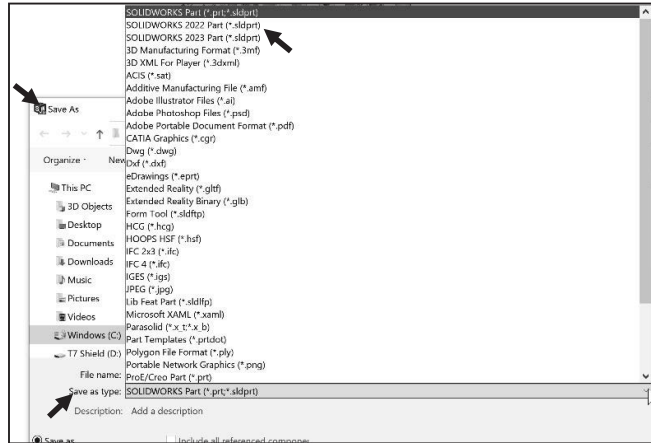 SOLIDWORKS Part (*.prt;*.sldprt)
SOLIDWORKS 2022 Part (*.sldprt)
SOLIDWORKS 2023 Part (*.sldprt)
3D Manufacturing Format (*.3mf)
3D XML For Player (*.3dxml)
ACIS (*.sat)
Additive Manufacturing File (*.amf)
Adobe Illustrator Files (*.ai)
Adobe Photoshop Files (*.psd)
Adobe Portable Document Format (*.pdf)
CATIA Graphics (*.cgr)
Dwg (*.dwg)
Dxf (*.dxf)
eDrawings (*.eprt)
Extended Reality (*.gltf)
Extended Reality Binary (*.glb)
Form Tool (*.sldftp)
HCG (*.hcg)
HOOPS HSF (*.hsf)
IFC 2x3 (*.ifc)
IFC 4 (*.ifc)
IGES (*.igs)
JPEG (*.jpg)
Lib Feat Part (*.sldlfp)
Microsoft XAML (*.xaml)
Parasolid (*.x_t;*.x_b)
Part Templates (*.prtdot)
Polygon File Format (*.ply)
Portable Network Graphics (*.png)
ProE/Creo Part (*.prt)
Save As
Organize
New
This PC
3D Objects
Desktop
Documents
Downloads
Music
Pictures
Videos
Windows (C:)
T7 Shield (D:)
File name:
Save as type: SOLIDWORKS Part (*.prt;*.sldprt)
Description: Add a description
Save as
Include all referenced componen